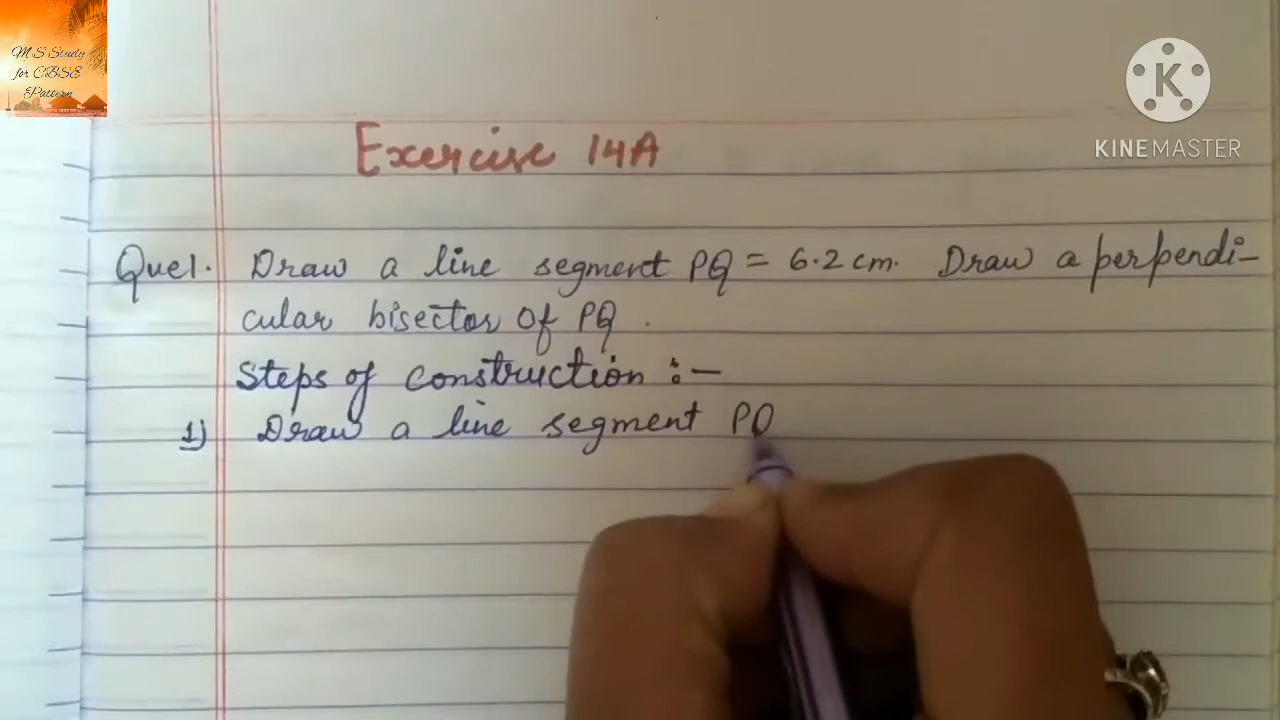 MS Study
for CBSE
Pattern
K
KINEMASTER
Exercise 14A
Que1. Draw a line segment PQ = 6.2 cm. Draw a perpendi-
cular bisector of PQ.
Steps of construction :-
1) Draw a line segment PQ